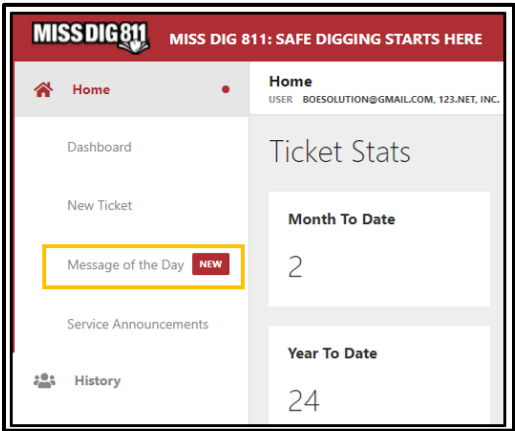 MISS DIG 811 MISS DIG 811: SAFE DIGGING STARTS HERE
Home
Dashboard
New Ticket
Message of the Day NEW
Service Announcements
History
Home
USER BOESOLUTION@GMAIL.COM, 123.NET, INC.
Ticket Stats
Month To Date
2
Year To Date
24